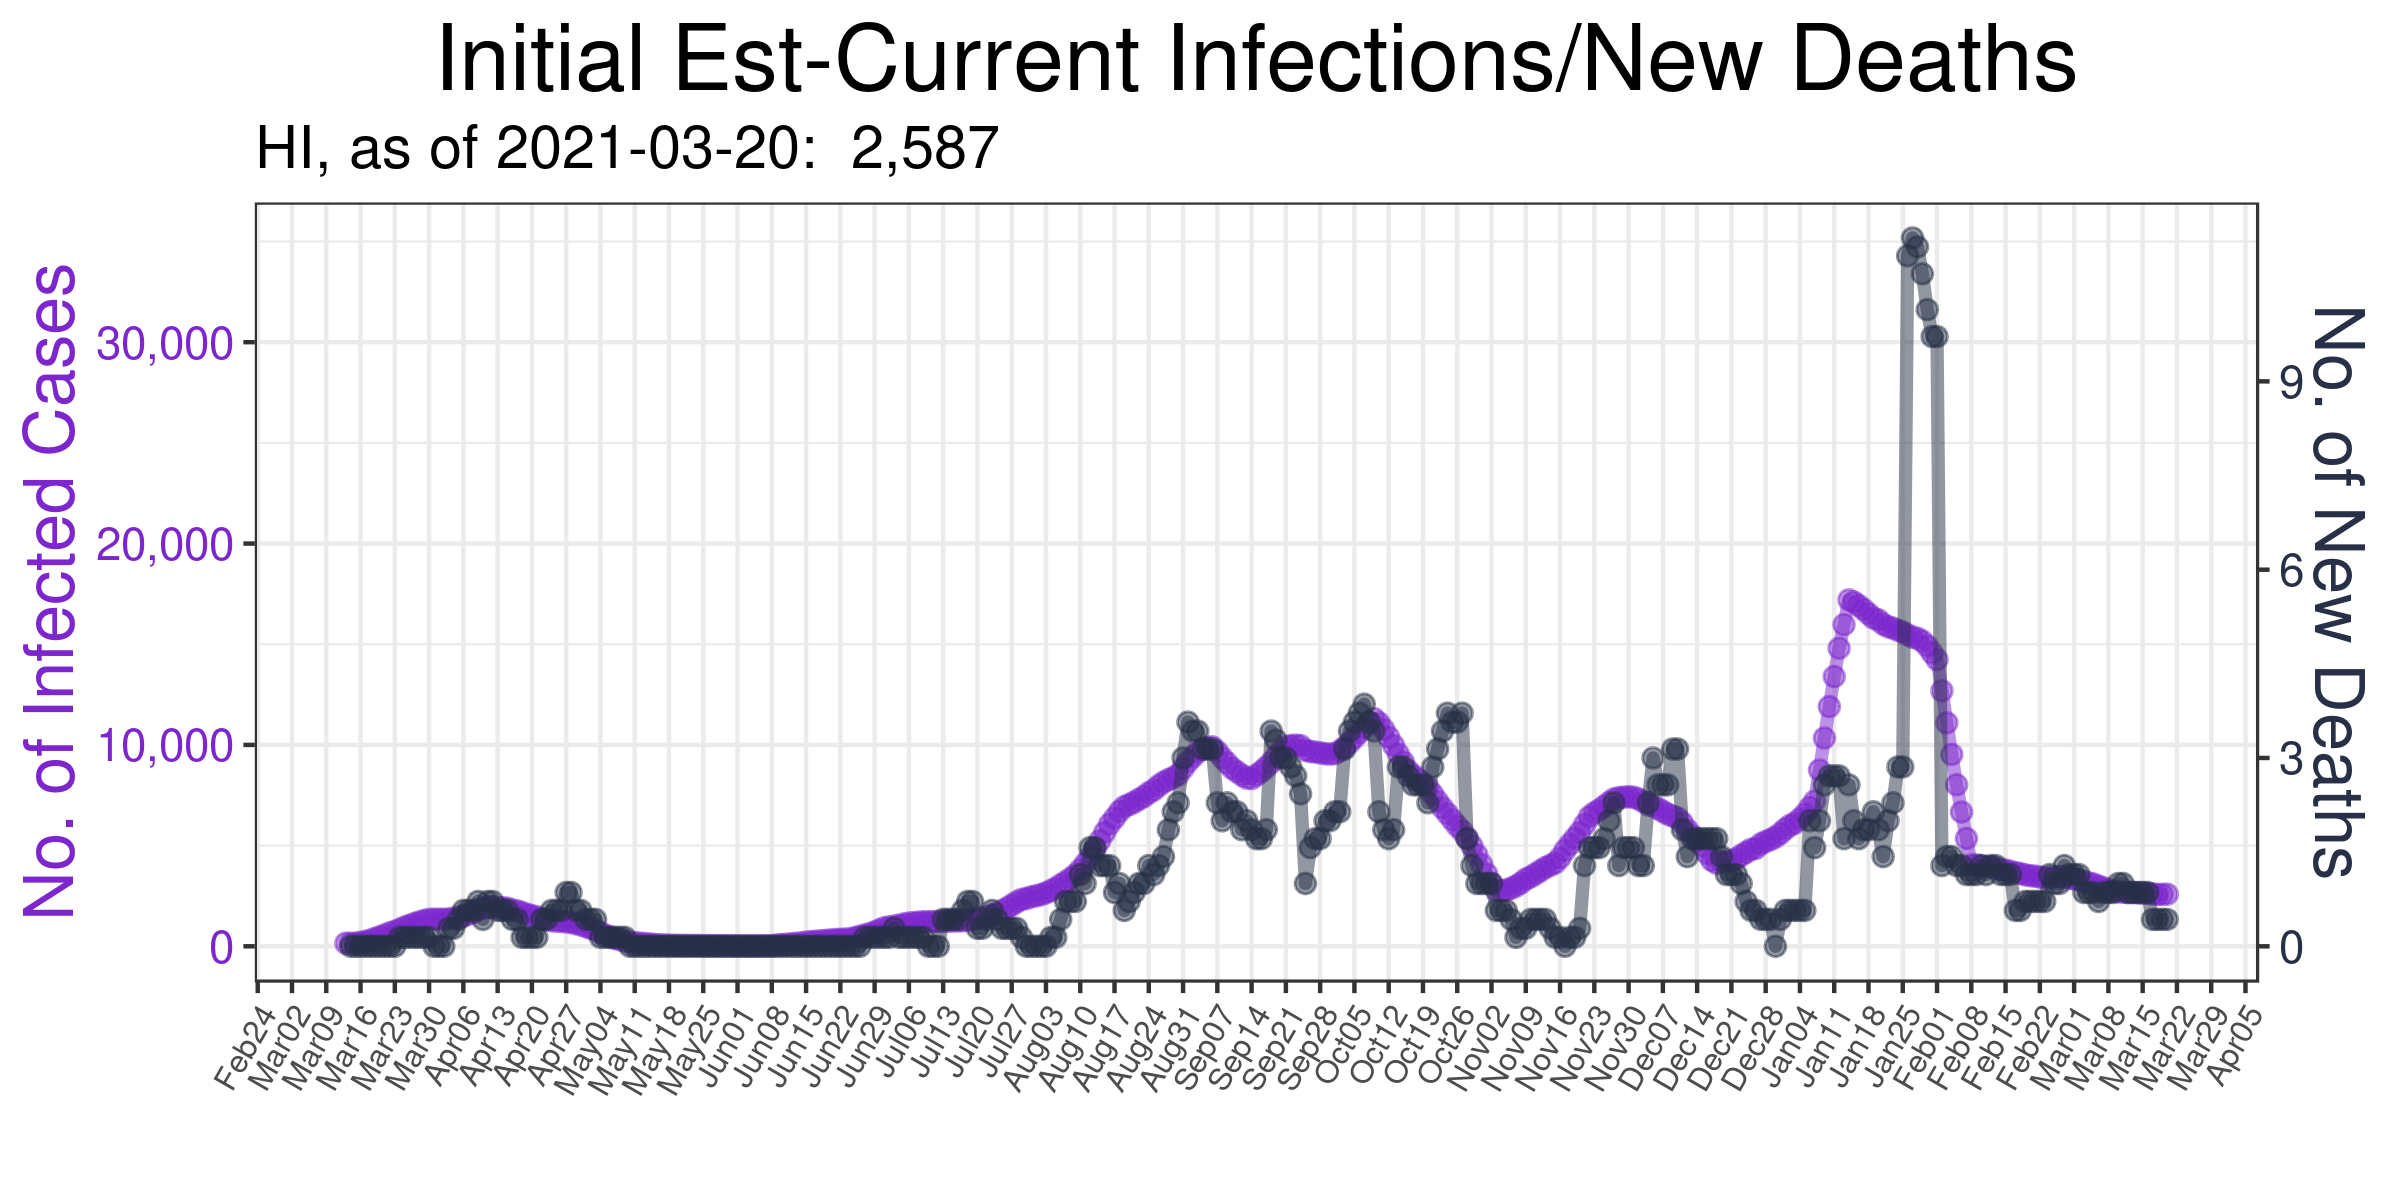 Initial Est-Current Infections/New Deaths
HI, as of 2021-03-20:  2,587
No. of Infected Cases
30,000
20,000
10,000
0
9
6
3
0
No. of New Deaths
Feb24
Mar02
Mar09
Mar16
Mar23
Mar30
Apr06
Apr13
Apr20
Apr27
May04
May11
May18
May25
Jun01
Jun08
Jun15
Jun22
Jun29
Jul06
Jul13
Jul20
Jul27
Aug03
Aug10
Aug17
Aug24
Aug31
Sep07
Sep14
Sep21
Sep28
Oct05
Oct12
Oct19
Oct26
Nov02
Nov09
Nov16
Nov23
Nov30
Dec07
Dec14
Dec21
Dec28
Dec04
Jan11
Jan18
Jan25
Feb01
Feb08
Feb15
Feb22
Mar01
Mar08
Mar15
Mar22
Mar29
Apr05